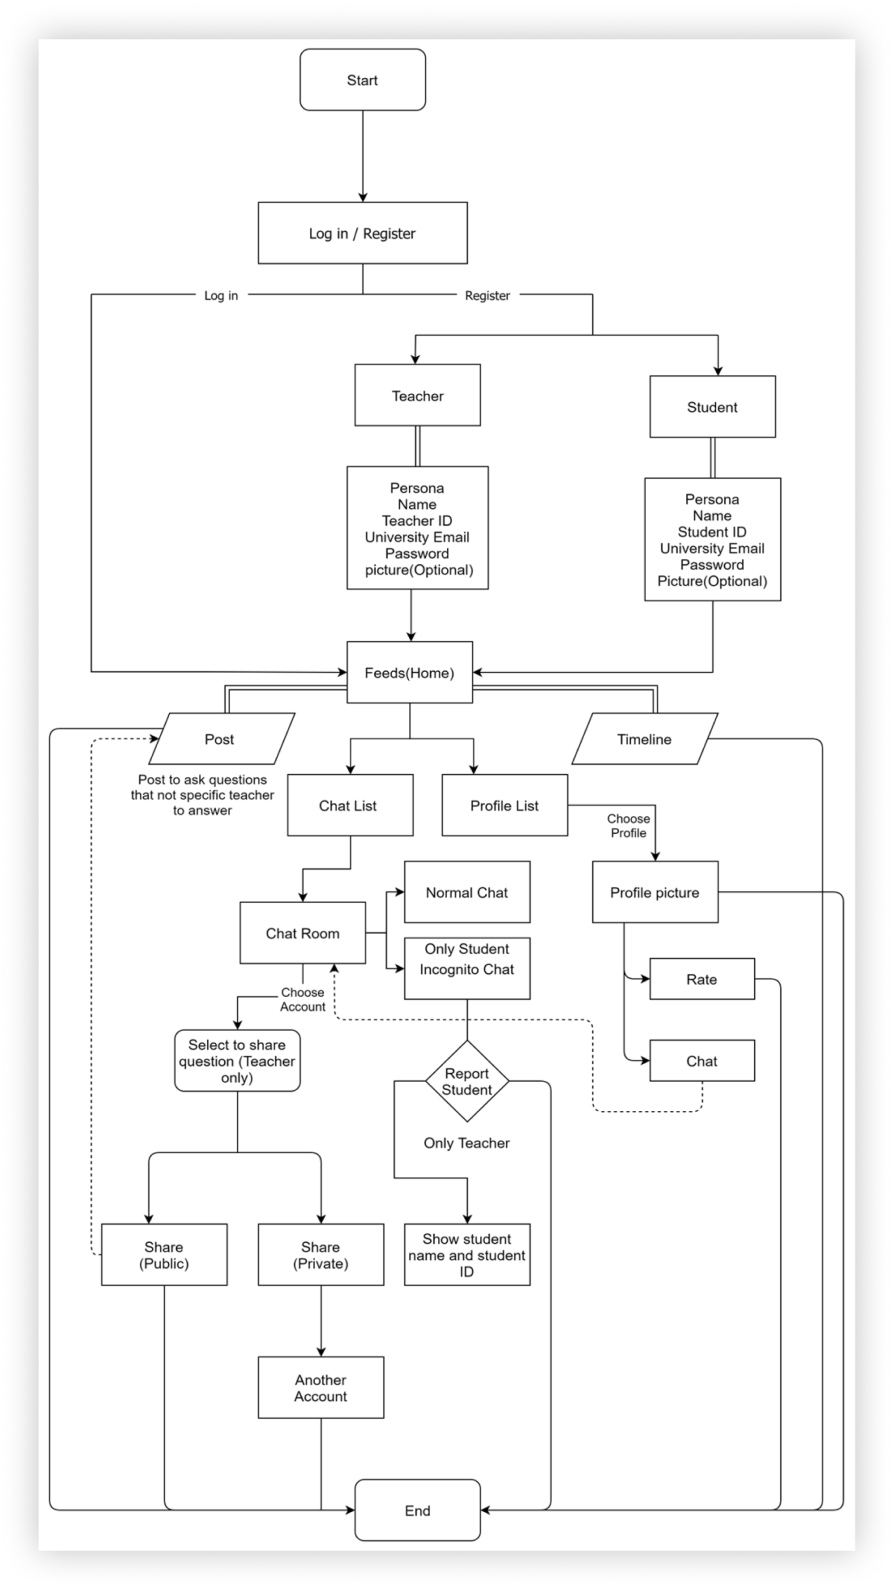 Start
Log in / Register
Log in
Register
Teacher
Student
Persona
Name
Teacher ID
University Email
Password
picture(Optional)
Persona
Name
Student ID
University Email
Password
Picture(Optional)
Feeds(Home)
Post
Timeline
Post to ask questions
that not specific teacher
to answer
Chat List
Profile List
Choose
Profile
Normal Chat
Profile picture
Chat Room
Only Student
Incognito Chat
Rate
Choose
Account
Select to share
question (Teacher
only)
Chat
Report
Student
Only Teacher
Share
(Public)
Share
(Private)
Show student
name and student
ID
Another
Account
End